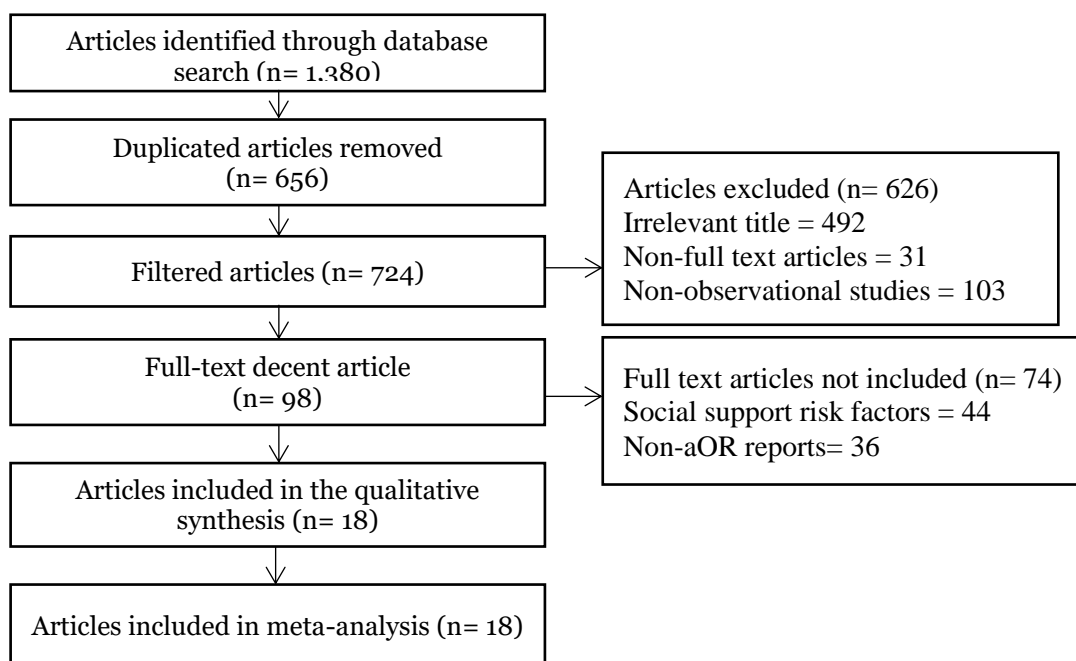 Articles identified through database
search (n= 1,380)
Duplicated articles removed
(n= 656)
Articles excluded (n= 626)
Irrelevant title = 492
Non-full text articles = 31
Non-observational studies = 103
Filtered articles (n= 724)
Full-text decent article
(n= 98)
Full text articles not included (n= 74)
Social support risk factors = 44
Non-aOR reports= 36
Articles included in the qualitative
synthesis (n= 18)
Articles included in meta-analysis (n= 18)